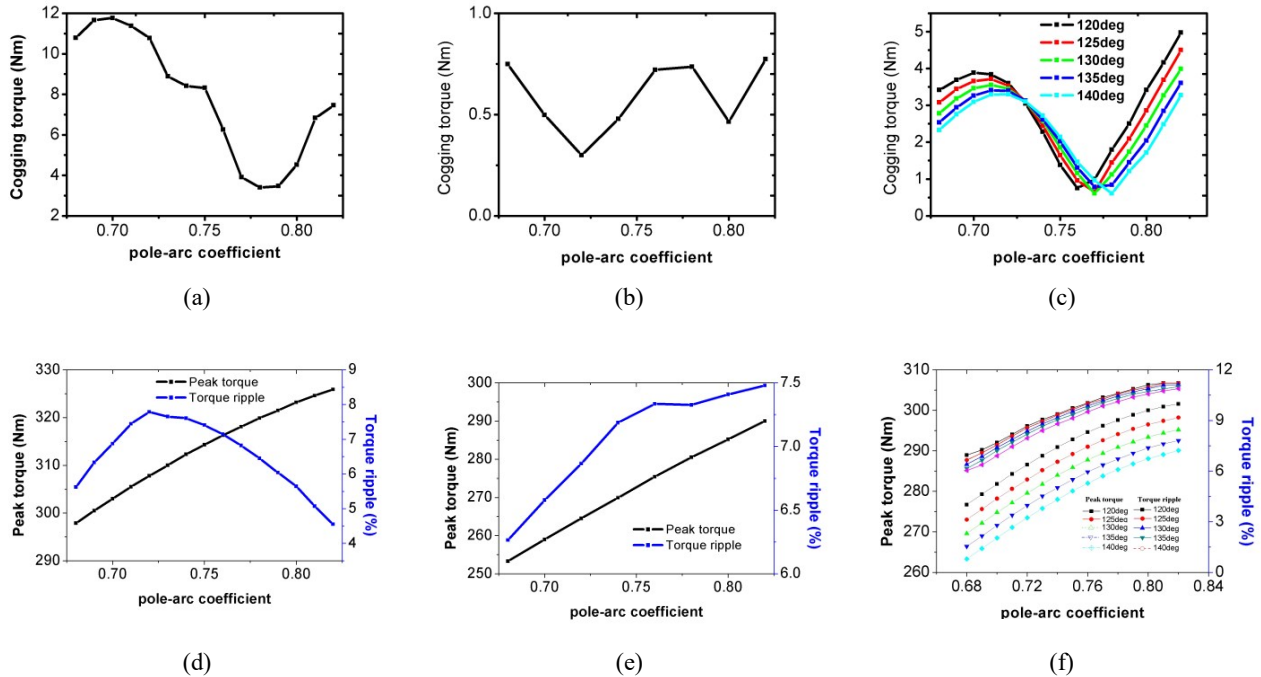 12
10
8
6
4
2
Cogging torque (Nm)
0.70
0.75
0.80
pole-arc coefficient
(a)
1.0
0.5
0.0
Cogging torque (Nm)
0.70
0.75
0.80
pole-arc coefficient
(b)
5
4
3
2
1
0
Cogging torque (Nm)
120deg
125deg
130deg
135deg
140deg
0.70
0.75
0.80
pole-arc coefficient
(c)
330
320
310
300
290
Peak torque (Nm)
Peak torque
Torque ripple
9
8
7
6
5
4
Torque ripple (%)
0.70
0.75
0.80
pole-arc coefficient
(d)
300
290
280
270
260
250
Peak torque (Nm)
Peak torque
Torque ripple
7.5
7.0
6.5
6.0
Torque ripple (%)
0.70
0.75
0.80
pole-arc coefficient
(e)
310
300
290
280
270
260
Peak torque (Nm)
Peak torque Torque ripple
120deg 120deg
125deg 125deg
130deg 130deg
135deg 135deg
140deg 140deg
12
9
6
3
0
Torque ripple (%)
0.68
0.72
0.76
0.80
0.84
pole-arc coefficient
(f)